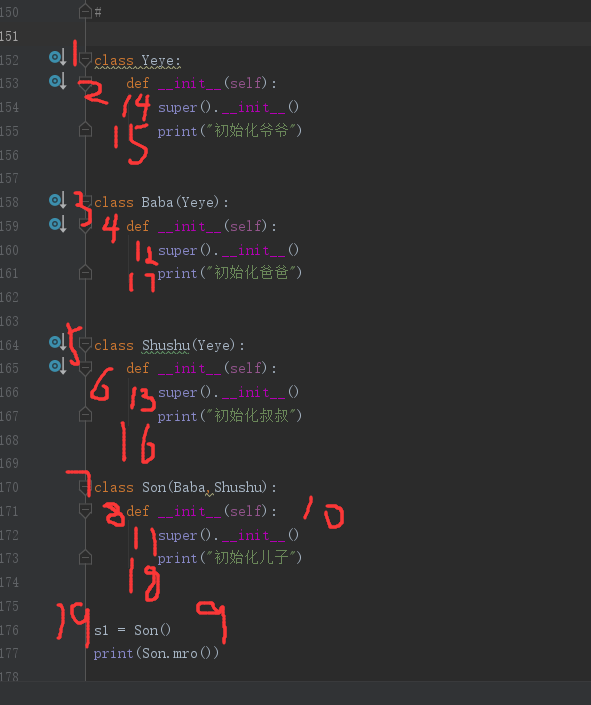 150 #
151
152 1 class Yeye:
153 2 def __init__(self):
154 14 super().__init__()
155 15 print("初始化爷爷")
156
157
158 3 class Baba(Yeye):
159 4 def __init__(self):
160 12 super().__init__()
161 17 print("初始化爸爸")
162
163
164 5 class Shushu(Yeye):
165 6 def __init__(self):
166 13 super().__init__()
167 16 print("初始化叔叔")
168
169
170 7 class Son(Baba,Shushu):
171 8 def __init__(self): 10
172 11 super().__init__()
173 18 print("初始化儿子")
174
175
176 19 s1 = Son() 9
177 print(Son.mro())
178